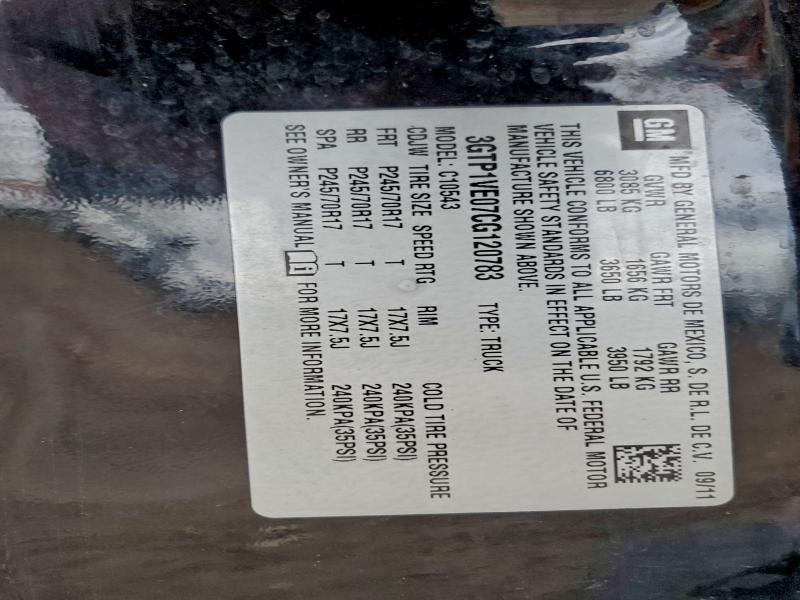 GM MFD BY GENERAL MOTORS DE MEXICO, S. DE R.L. DE C.V. 09/11
GVWR GAWR FRT GAWR RR
3085 KG 1656 KG 1792 KG
6800 LB 3650 LB 3950 LB
THIS VEHICLE CONFORMS TO ALL APPLICABLE U.S. FEDERAL MOTOR
VEHICLE SAFETY STANDARDS IN EFFECT ON THE DATE OF
MANUFACTURE SHOWN ABOVE.
3GTP1VE07CG120783 TYPE: TRUCK
MODEL: C10543
CDJW TIRE SIZE SPEED RTG RIM COLD TIRE PRESSURE
FRT P245/70R17 T 17X7.5J 240KPA(35PSI)
RR P245/70R17 T 17X7.5J 240KPA(35PSI)
SPA P245/70R17 T 17X7.5J 240KPA(35PSI)
SEE OWNER'S MANUAL FOR MORE INFORMATION.